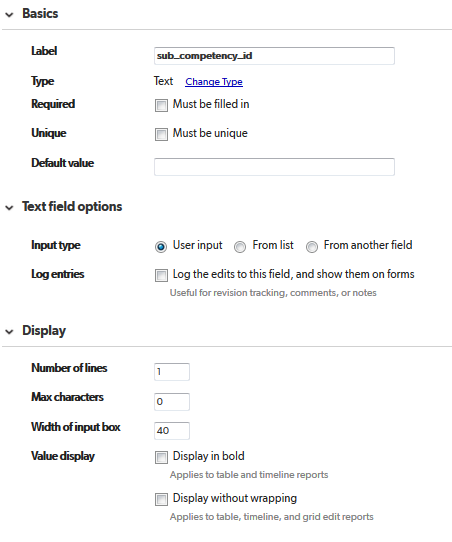 Basics
Label sub_competency_id
Type Text Change Type
Required Must be filled in
Unique Must be unique
Default value
Text field options
Input type User input From list From another field
Log entries Log the edits to this field, and show them on forms
Useful for revision tracking, comments, or notes
Display
Number of lines 1
Max characters 0
Width of input box 40
Value display Display in bold
Applies to table and timeline reports
Display without wrapping
Applies to table, timeline, and grid edit reports